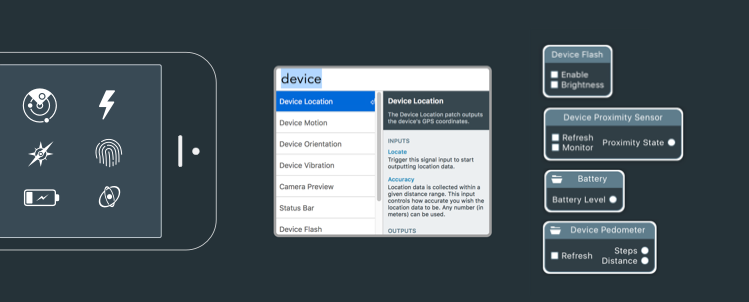 device
Device Location
Device Motion
Device Orientation
Device Vibration
Camera Preview
Status Bar
Device Flash
Device Location
The Device Location patch outputs
the device's GPS coordinates.
INPUTS
Locate
Trigger this signal input to start
outputting location data.
Accuracy
Location data is collected within a
given distance range. This input
controls how accurate you wish the
location data to be. Any number (in
meters) can be used.
OUTPUTS
Device Flash
Enable
Brightness
Device Proximity Sensor
Refresh
Monitor
Proximity State
Battery
Battery Level
Device Pedometer
Refresh
Steps
Distance